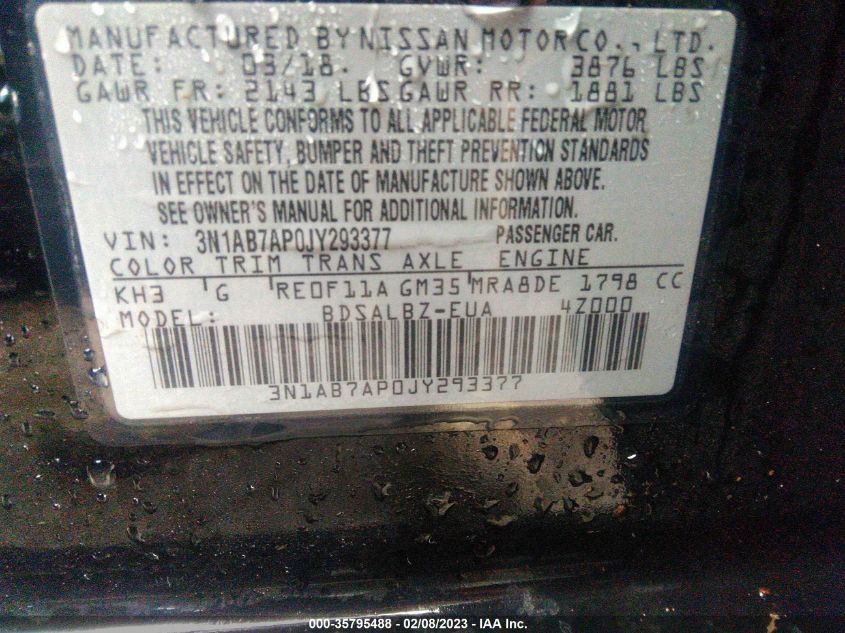 MANUFACTURED BY NISSAN MOTOR CO., LTD.
DATE: 03/18. GVWR: 3876 LBS
GAWR FR: 2143 LBS GAWR RR: 1881 LBS
THIS VEHICLE CONFORMS TO ALL APPLICABLE FEDERAL MOTOR
VEHICLE SAFETY, BUMPER AND THEFT PREVENTION STANDARDS
IN EFFECT ON THE DATE OF MANUFACTURE SHOWN ABOVE.
SEE OWNER'S MANUAL FOR ADDITIONAL INFORMATION.
VIN: 3N1AB7AP0JY293377 PASSENGER CAR.
COLOR TRIM TRANS AXLE ENGINE
KH3 G RE0F11A GM35 MRA8DE 1798 CC
MODEL: BDSALBZ-EUA 4Z000
3N1AB7AP0JY293377
000-35795488 - 02/08/2023 - IAA Inc.